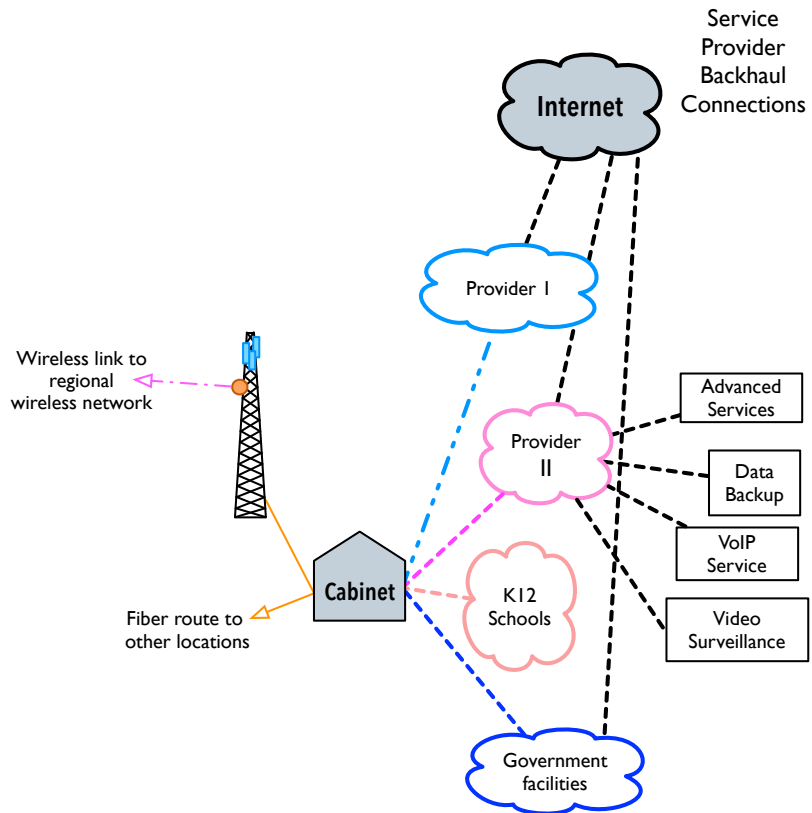 Service
Provider
Backhaul
Connections
Internet
Provider I
Wireless link to
regional
wireless network
Advanced
Services
Provider
II
Data
Backup
VoIP
Service
Cabinet
K12
Schools
Fiber route to
other locations
Video
Surveillance
Government
facilities